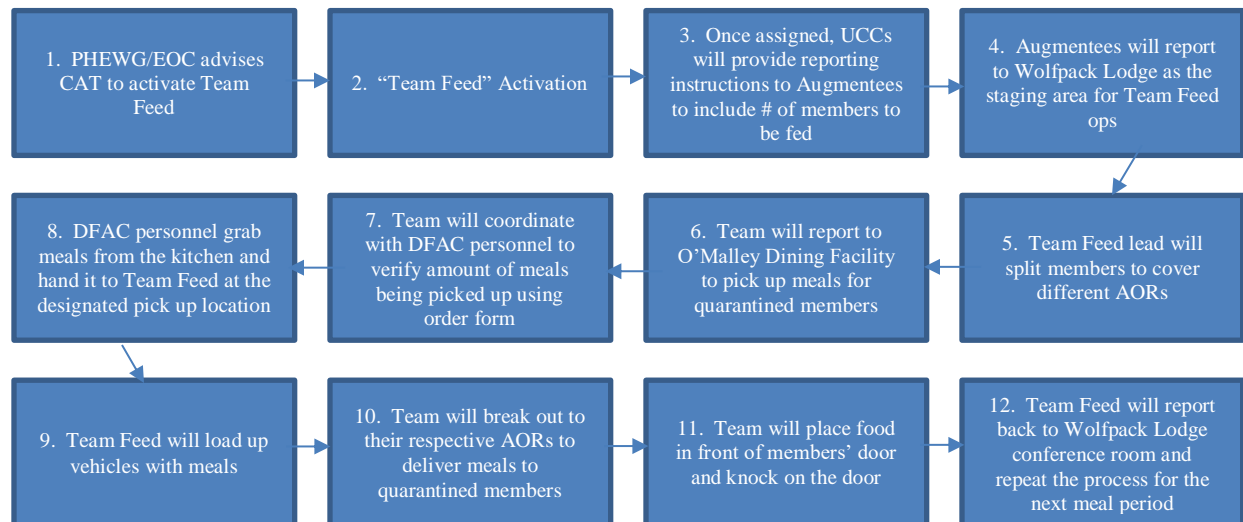 1. PHEWG/EOC advises
CAT to activate Team
Feed
2. “Team Feed” Activation
3. Once assigned, UCCs
will provide reporting
instructions to Augmentees
to include # of members to
be fed
4. Augmentees will report
to Wolfpack Lodge as the
staging area for Team Feed
ops
5. Team Feed lead will
split members to cover
different AORs
6. Team will report to
O’Malley Dining Facility
to pick up meals for
quarantined members
7. Team will coordinate
with DFAC personnel to
verify amount of meals
being picked up using
order form
8. DFAC personnel grab
meals from the kitchen and
hand it to Team Feed at the
designated pick up location
9. Team Feed will load up
vehicles with meals
10. Team will break out to
their respective AORs to
deliver meals to
quarantined members
11. Team will place food
in front of members’ door
and knock on the door
12. Team Feed will report
back to Wolfpack Lodge
conference room and
repeat the process for the
next meal period